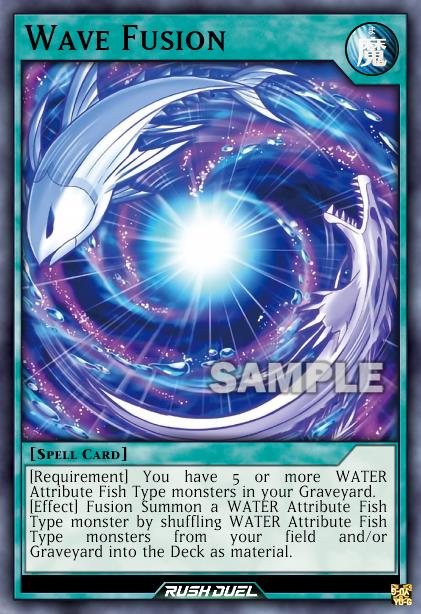 Wave Fusion
ま
魔
SAMPLE
[Spell Card]
[Requirement] You have 5 or more WATER
Attribute Fish Type monsters in your Graveyard.
[Effect] Fusion Summon a WATER Attribute Fish
Type monster by shuffling WATER Attribute Fish
Type monsters from your field and/or
Graveyard into the Deck as material.
RUSH DUEL